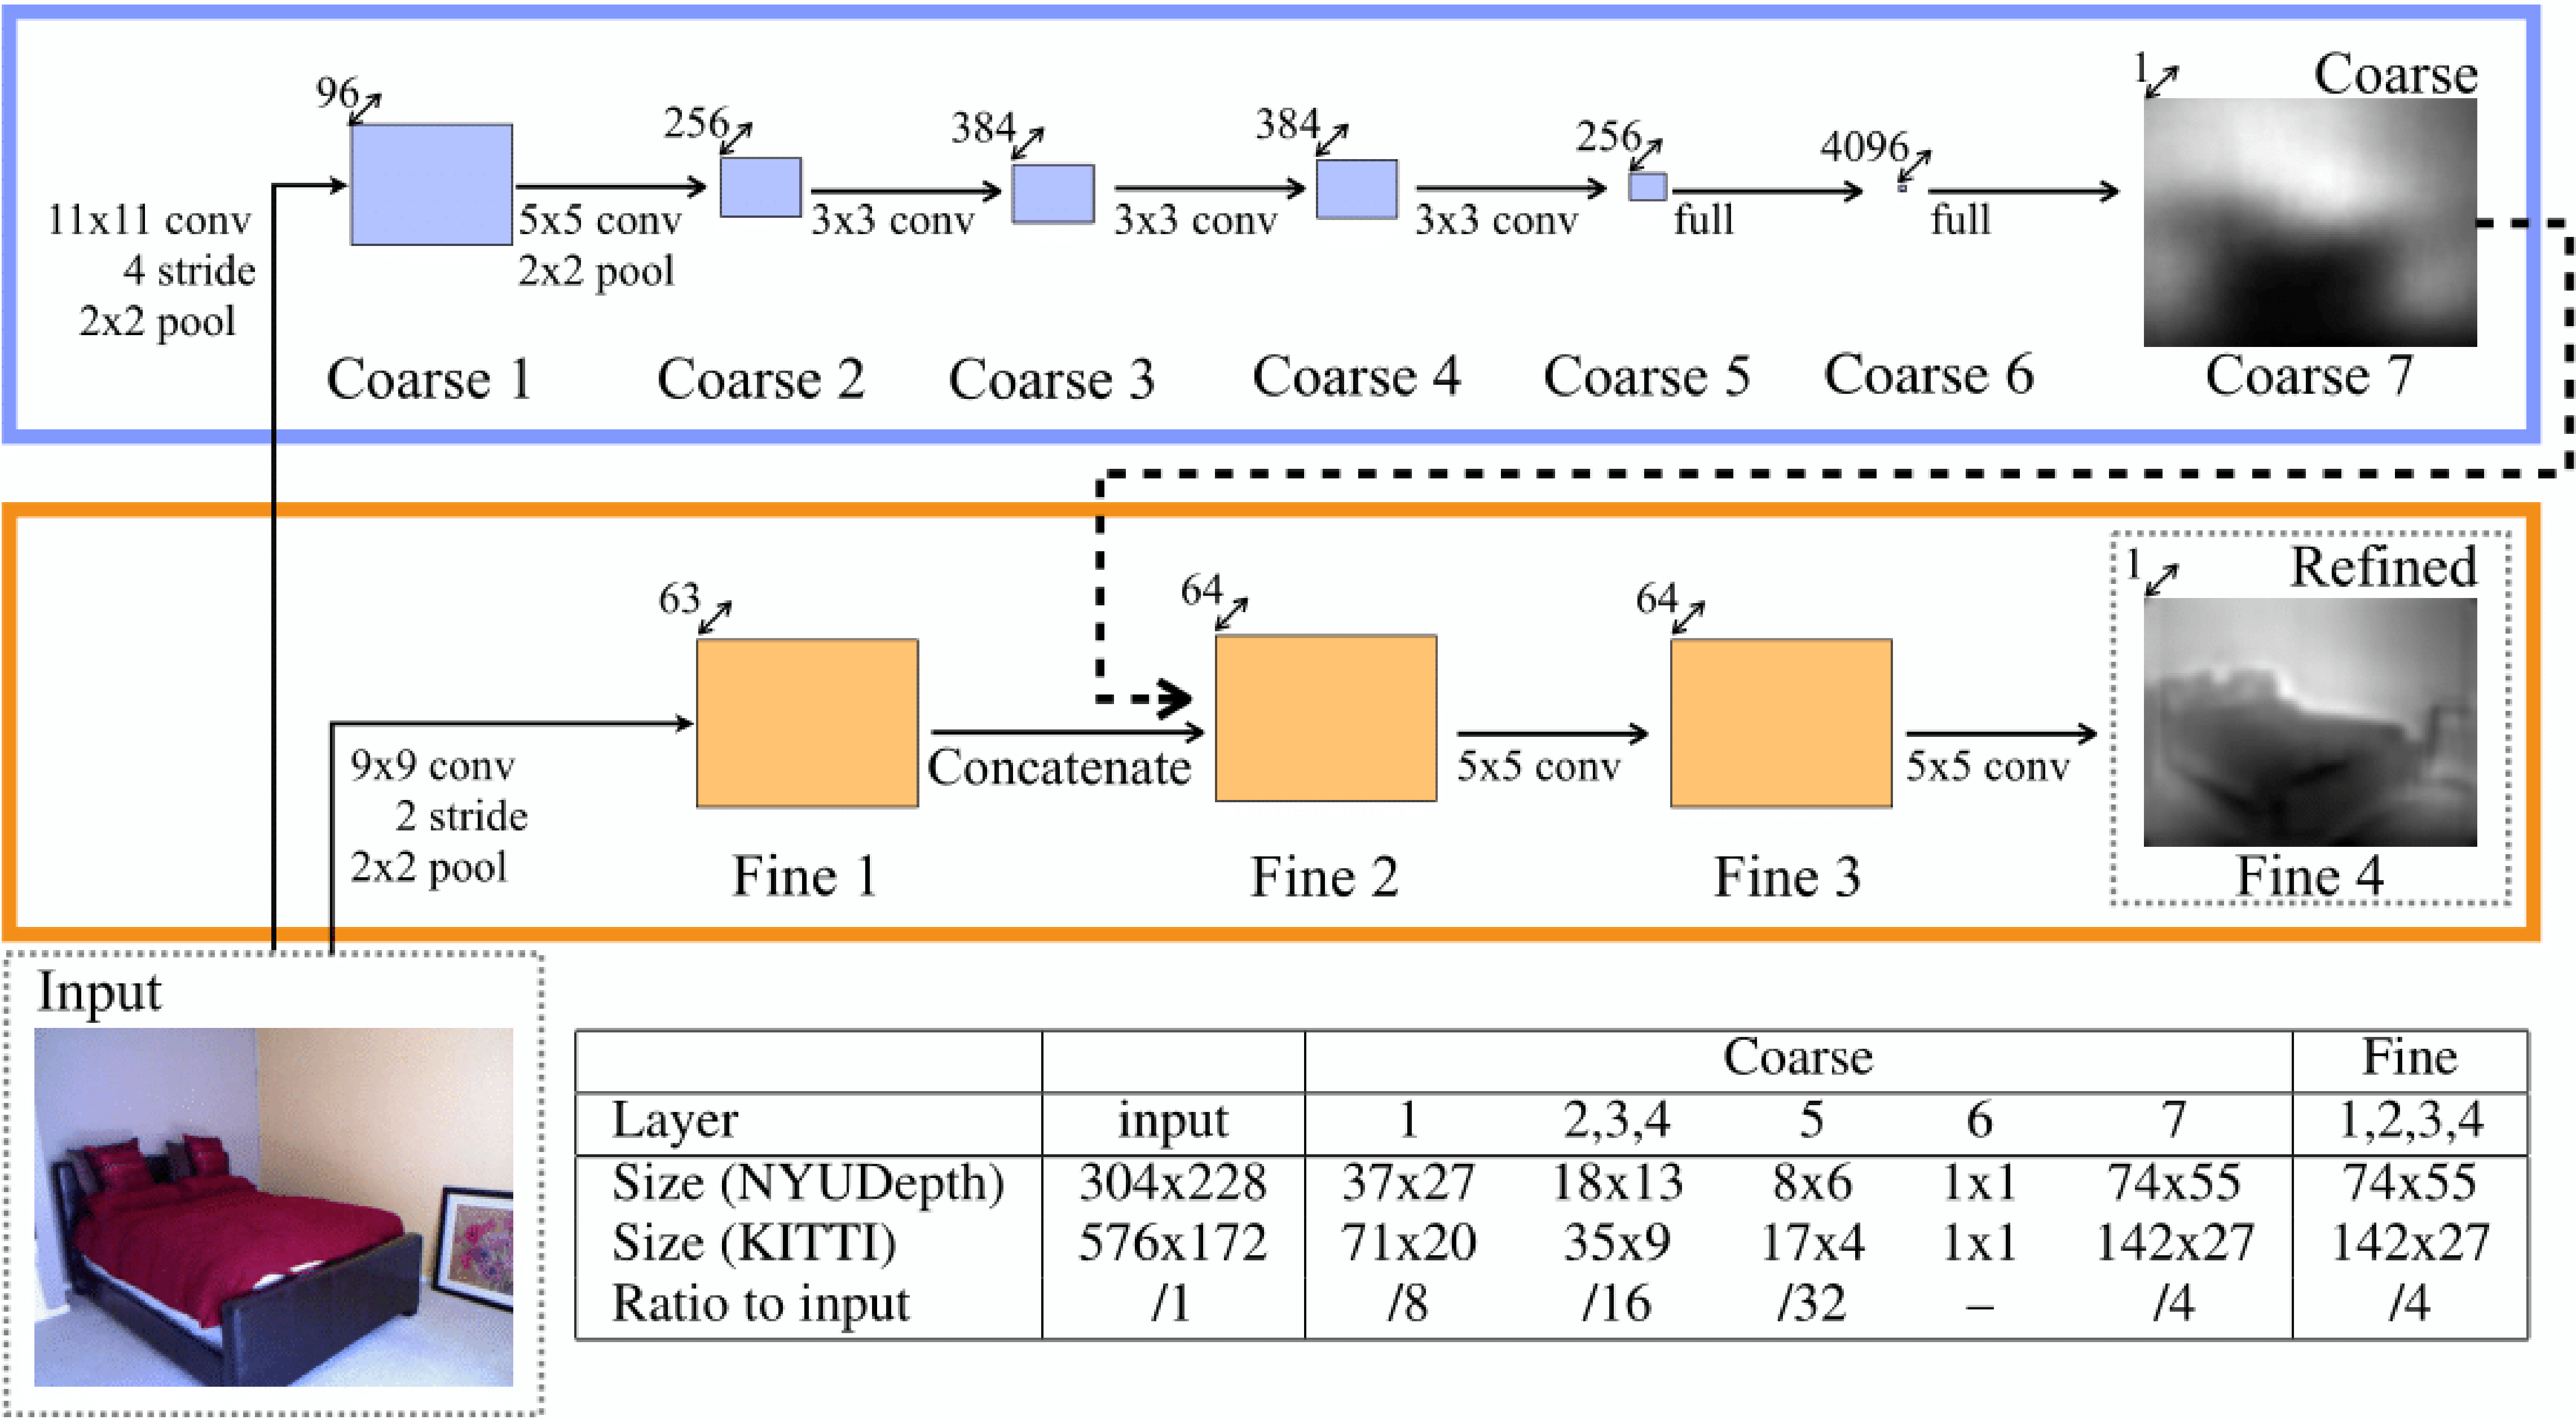 96
256
384
384
256
4096
1
Coarse
11x11 conv
4 stride
2x2 pool
5x5 conv
2x2 pool
3x3 conv
3x3 conv
3x3 conv
full
full
Coarse 1
Coarse 2
Coarse 3
Coarse 4
Coarse 5
Coarse 6
Coarse 7
63
64
64
1
Refined
9x9 conv
2 stride
2x2 pool
Concatenate
5x5 conv
5x5 conv
Fine 1
Fine 2
Fine 3
Fine 4
Input
Coarse Fine
Layer input 1 2,3,4 5 6 7 1,2,3,4
Size (NYUDepth) 304x228 37x27 18x13 8x6 1x1 74x55 74x55
Size (KITTI) 576x172 71x20 35x9 17x4 1x1 142x27 142x27
Ratio to input /1 /8 /16 /32 – /4 /4